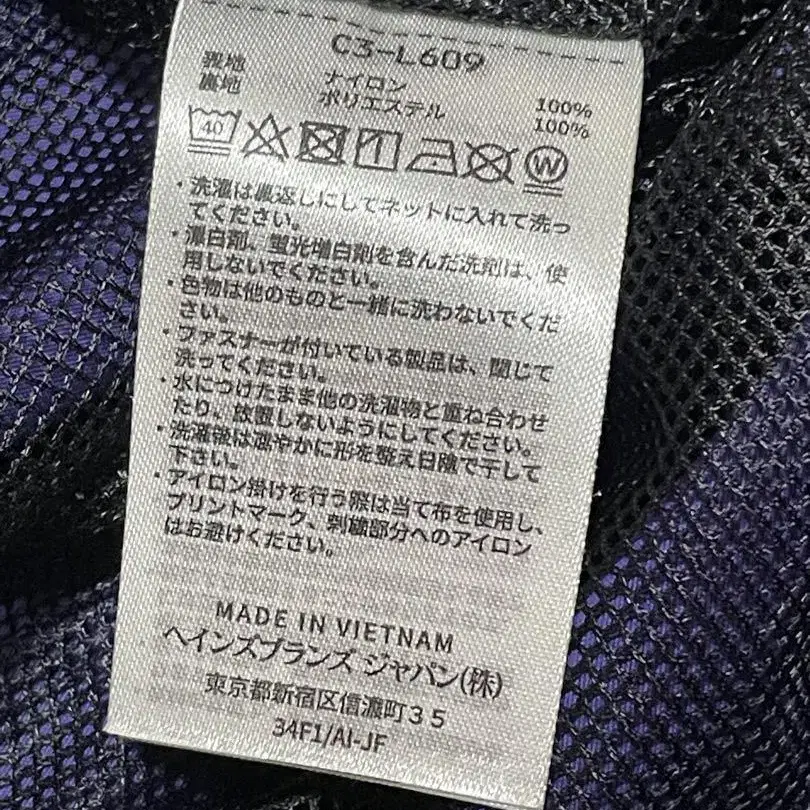 C3-L609
表地 ナイロン 100%
裏地 ポリエステル 100%
40
W
・洗濯は裏返しにしてネットに入れて洗っ
てください。
・漂白剤、蛍光増白剤を含んだ洗剤は、使
用しないでください。
・色物は他のものと一緒に洗わないでくだ
さい。
・ファスナーが付いている製品は、閉じて
洗ってください。
・水につけたまま他の洗濯物と重ね合わせ
たり、放置しないようにしてください。
・洗濯後は速やかに形を整え日陰で干して
下さい。
・アイロン掛けを行う際は当て布を使用し、
プリントマーク、刺繍部分へのアイロン
はお避けください。
MADE IN VIETNAM
ヘインズブランズ ジャパン(株)
東京都新宿区信濃町35
34F1/AI-JF